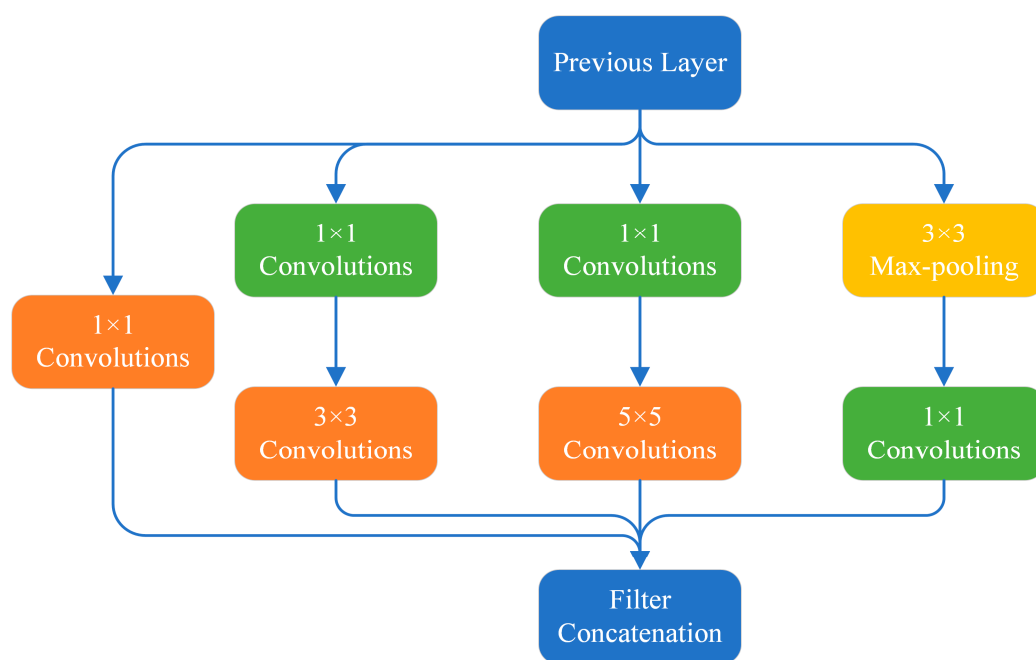 Previous Layer
1×1
Convolutions
1×1
Convolutions
3×3
Max-pooling
1×1
Convolutions
3×3
Convolutions
5×5
Convolutions
1×1
Convolutions
Filter
Concatenation